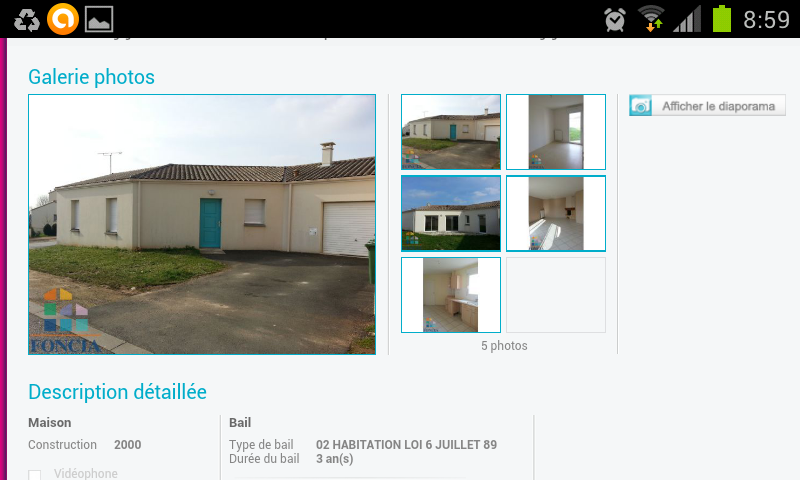 8:59
Galerie photos
Afficher le diaporama
FONCIA
5 photos
Description détaillée
Maison
Construction 2000
Vidéophone
Bail
Type de bail 02 HABITATION LOI 6 JUILLET 89
Durée du bail 3 an(s)